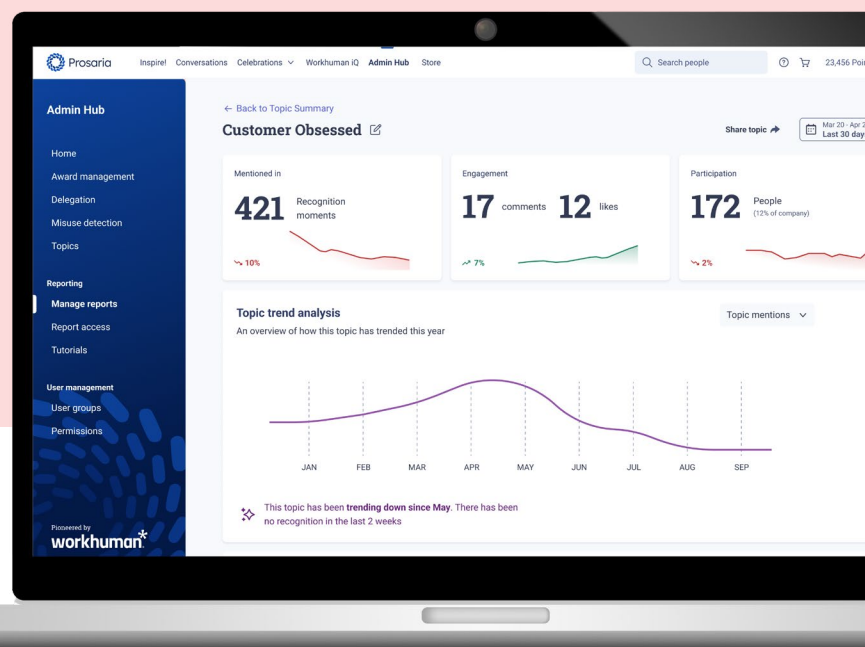 Prosaria
Inspire! Conversations Celebrations Workhuman iQ Admin Hub Store
Search people
23,456
Admin Hub
Home
Award management
Delegation
Misuse detection
Topics
Reporting
Manage reports
Report access
Tutorials
User management
User groups
Permissions
Pioneered by
workhuman*
← Back to Topic Summary
Customer Obsessed
Share topic
Mar 20 - Apr
Last 30
Mentioned in
421 Recognition
moments
10%
Engagement
17 comments 12 likes
7%
Participation
172 People
(12% of company)
2%
Topic trend analysis
An overview of how this topic has trended this year
Topic mentions
JAN FEB MAR APR MAY JUN JUL AUG SEP
This topic has been trending down since May. There has been
no recognition in the last 2 weeks